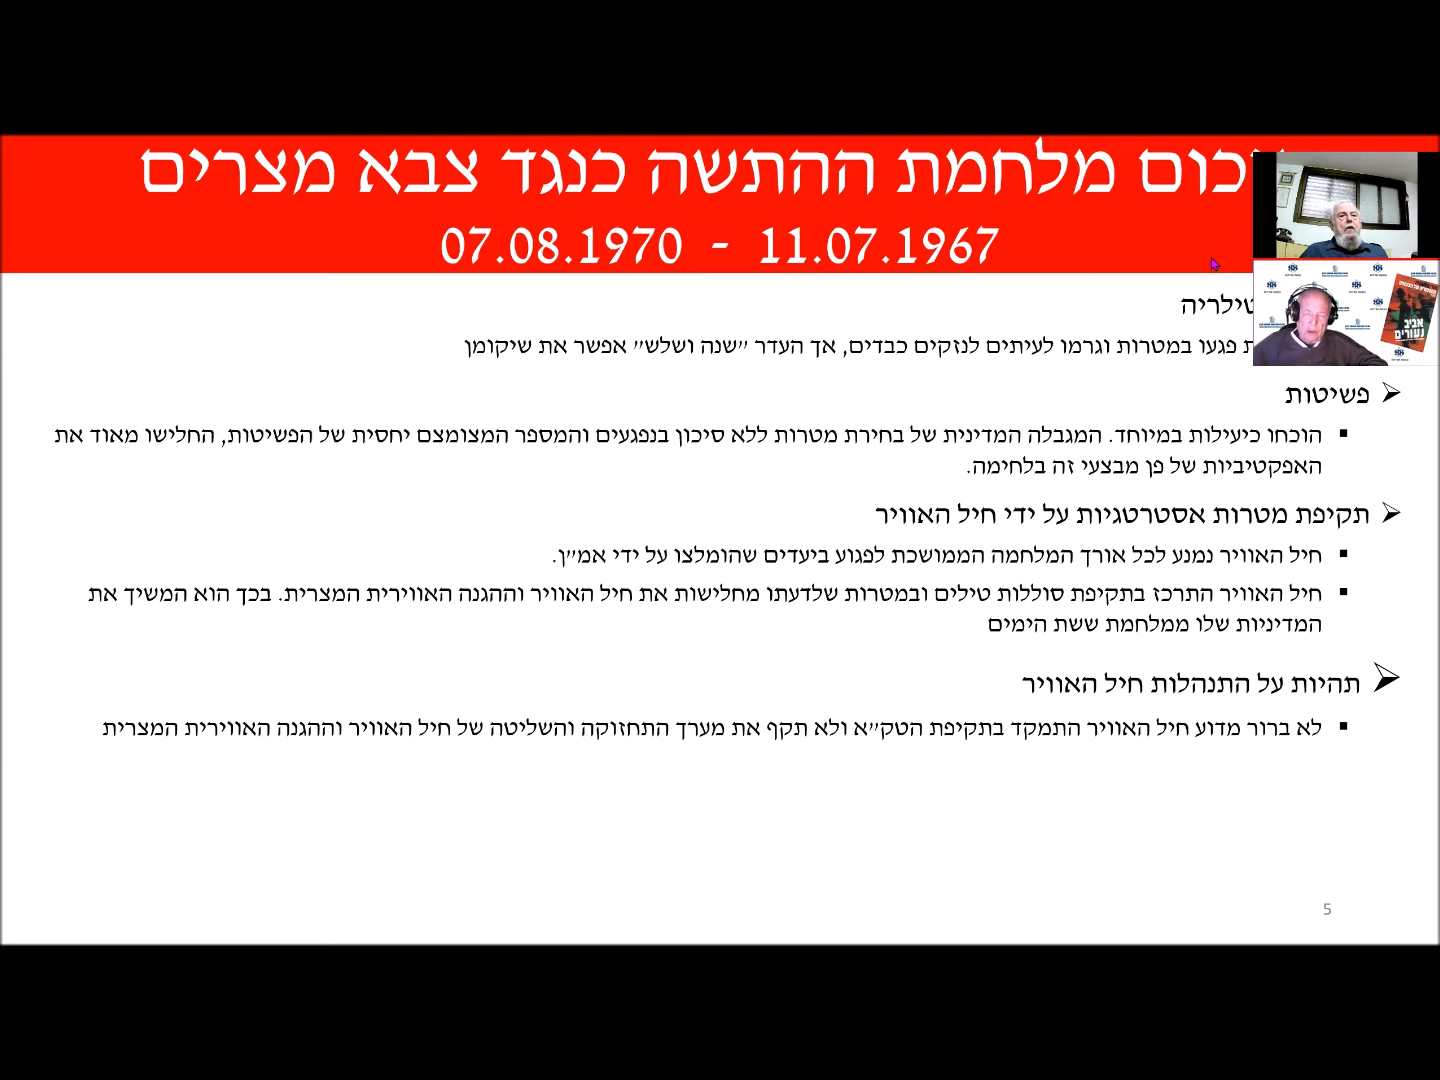 מלחמת ההתשה כנגד צבא מצרים
11.07.1967 - 07.08.1970
פגעו במטרות וגרמו לעיתים לנזקים כבדים, אך העדר "שנה ושלש" אפשר את שיקומן
פשיטות
הוכחו כיעילות במיוחד. המגבלה המדינית של בחירת מטרות ללא סיכון בנפגעים והמספר המצומצם יחסית של הפשיטות, החלישו מאוד את
האפקטיביות של פן מבצעי זה בלחימה.
תקיפת מטרות אסטרטגיות על ידי חיל האוויר
חיל האוויר נמנע לכל אורך המלחמה הממושכת לפגוע ביעדים שהומלצו על ידי אמ"ן.
חיל האוויר התרכז בתקיפת סוללות טילים ובמטרות שלדעתו מחלישות את חיל האוויר וההגנה האווירית המצרית. בכך הוא המשיך את
המדיניות שלו ממלחמת ששת הימים
תהיות על התנהלות חיל האוויר
לא ברור מדוע חיל האוויר התמקד בתקיפת הטק"א ולא תקף את מערך התחזוקה והשליטה של חיל האוויר וההגנה האווירית המצרית
5
אביב
נעורים